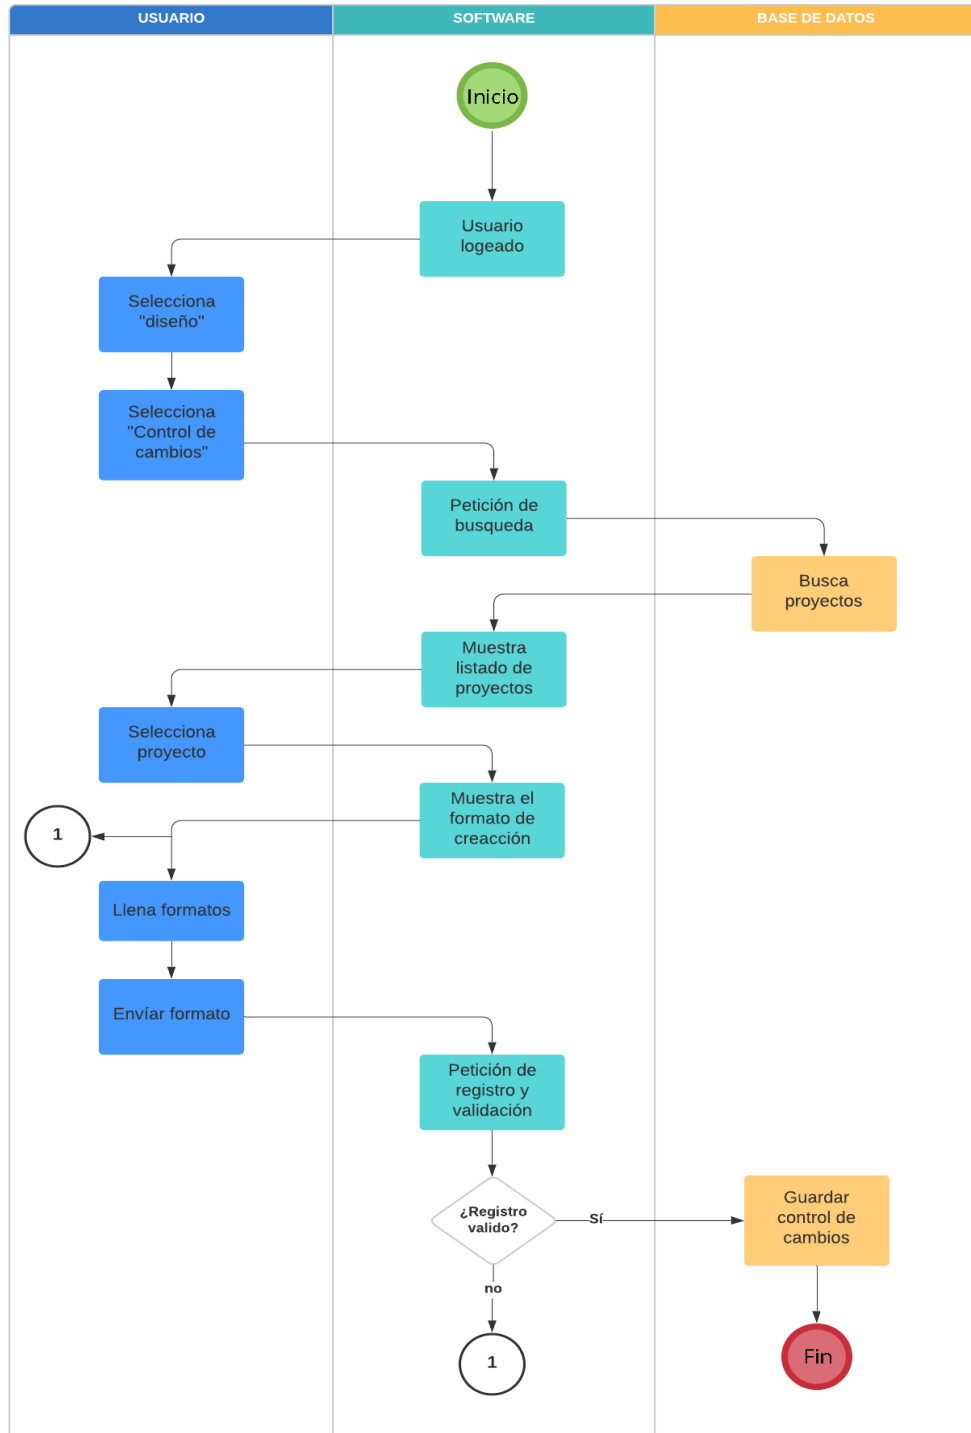 USUARIO
SOFTWARE
BASE DE DATOS
Inicio
Usuario
logeado
Selecciona
"diseño"
Selecciona
"Control de
cambios"
Petición de
busqueda
Busca
proyectos
Muestra
listado de
proyectos
Selecciona
proyecto
Muestra el
formato de
creacción
1
Llena formatos
Envíar formato
Petición de
registro y
validación
¿Registro
valido?
Sí
Guardar
control de
cambios
no
1
Fin